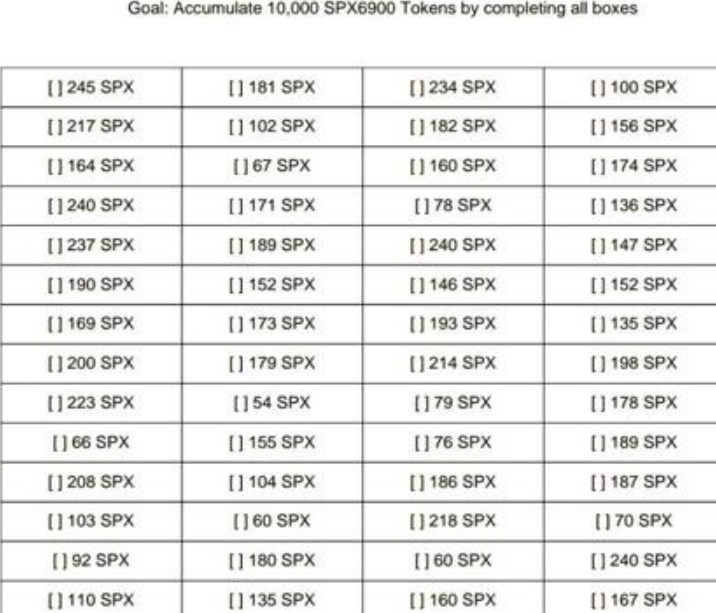 Goal: Accumulate 10,000 SPX6900 Tokens by completing all boxes
[ ] 245 SPX [ ] 181 SPX [ ] 234 SPX [ ] 100 SPX
[ ] 217 SPX [ ] 102 SPX [ ] 182 SPX [ ] 156 SPX
[ ] 164 SPX [ ] 67 SPX [ ] 160 SPX [ ] 174 SPX
[ ] 240 SPX [ ] 171 SPX [ ] 78 SPX [ ] 136 SPX
[ ] 237 SPX [ ] 189 SPX [ ] 240 SPX [ ] 147 SPX
[ ] 190 SPX [ ] 152 SPX [ ] 146 SPX [ ] 152 SPX
[ ] 169 SPX [ ] 173 SPX [ ] 193 SPX [ ] 135 SPX
[ ] 200 SPX [ ] 179 SPX [ ] 214 SPX [ ] 198 SPX
[ ] 223 SPX [ ] 54 SPX [ ] 79 SPX [ ] 178 SPX
[ ] 66 SPX [ ] 155 SPX [ ] 76 SPX [ ] 189 SPX
[ ] 208 SPX [ ] 104 SPX [ ] 186 SPX [ ] 187 SPX
[ ] 103 SPX [ ] 60 SPX [ ] 218 SPX [ ] 70 SPX
[ ] 92 SPX [ ] 180 SPX [ ] 60 SPX [ ] 240 SPX
[ ] 110 SPX [ ] 135 SPX [ ] 160 SPX [ ] 167 SPX